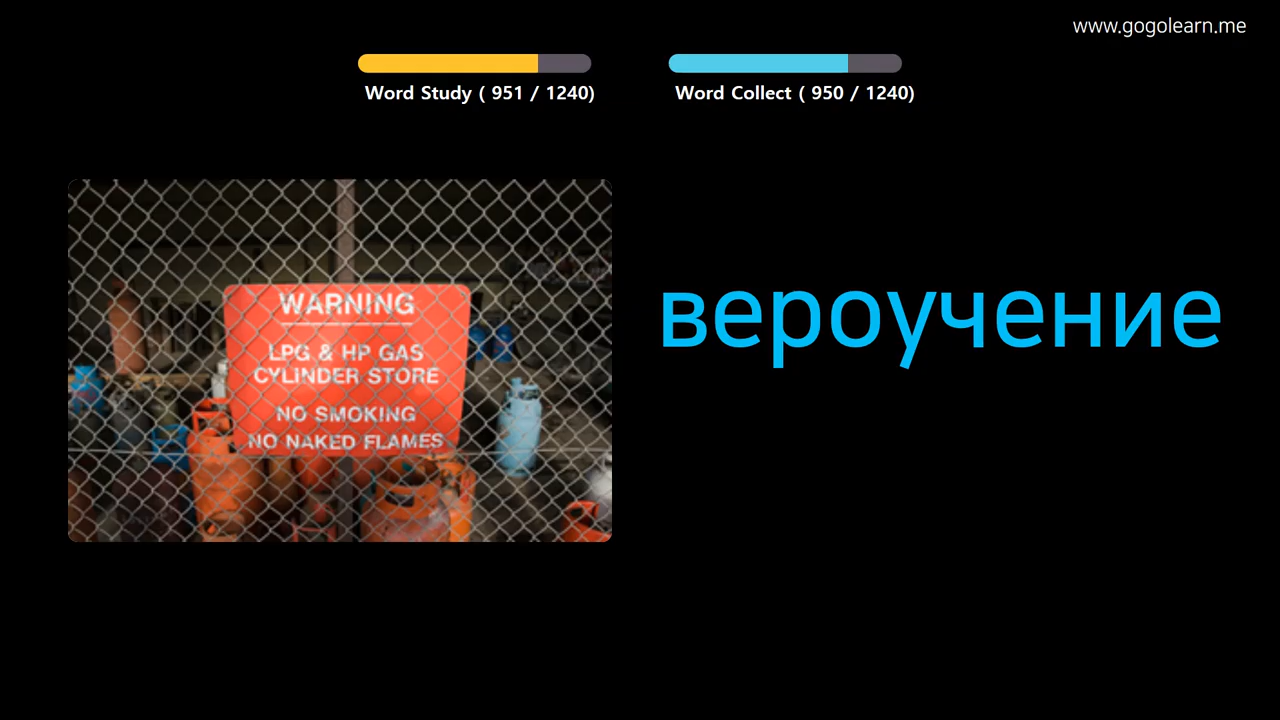 www.gogolearn.me
Word Study ( 951 / 1240)
Word Collect ( 950 / 1240)
WARNING
LPG & HP GAS
CYLINDER STORE
NO SMOKING
NO NAKED FLAMES
вероучение